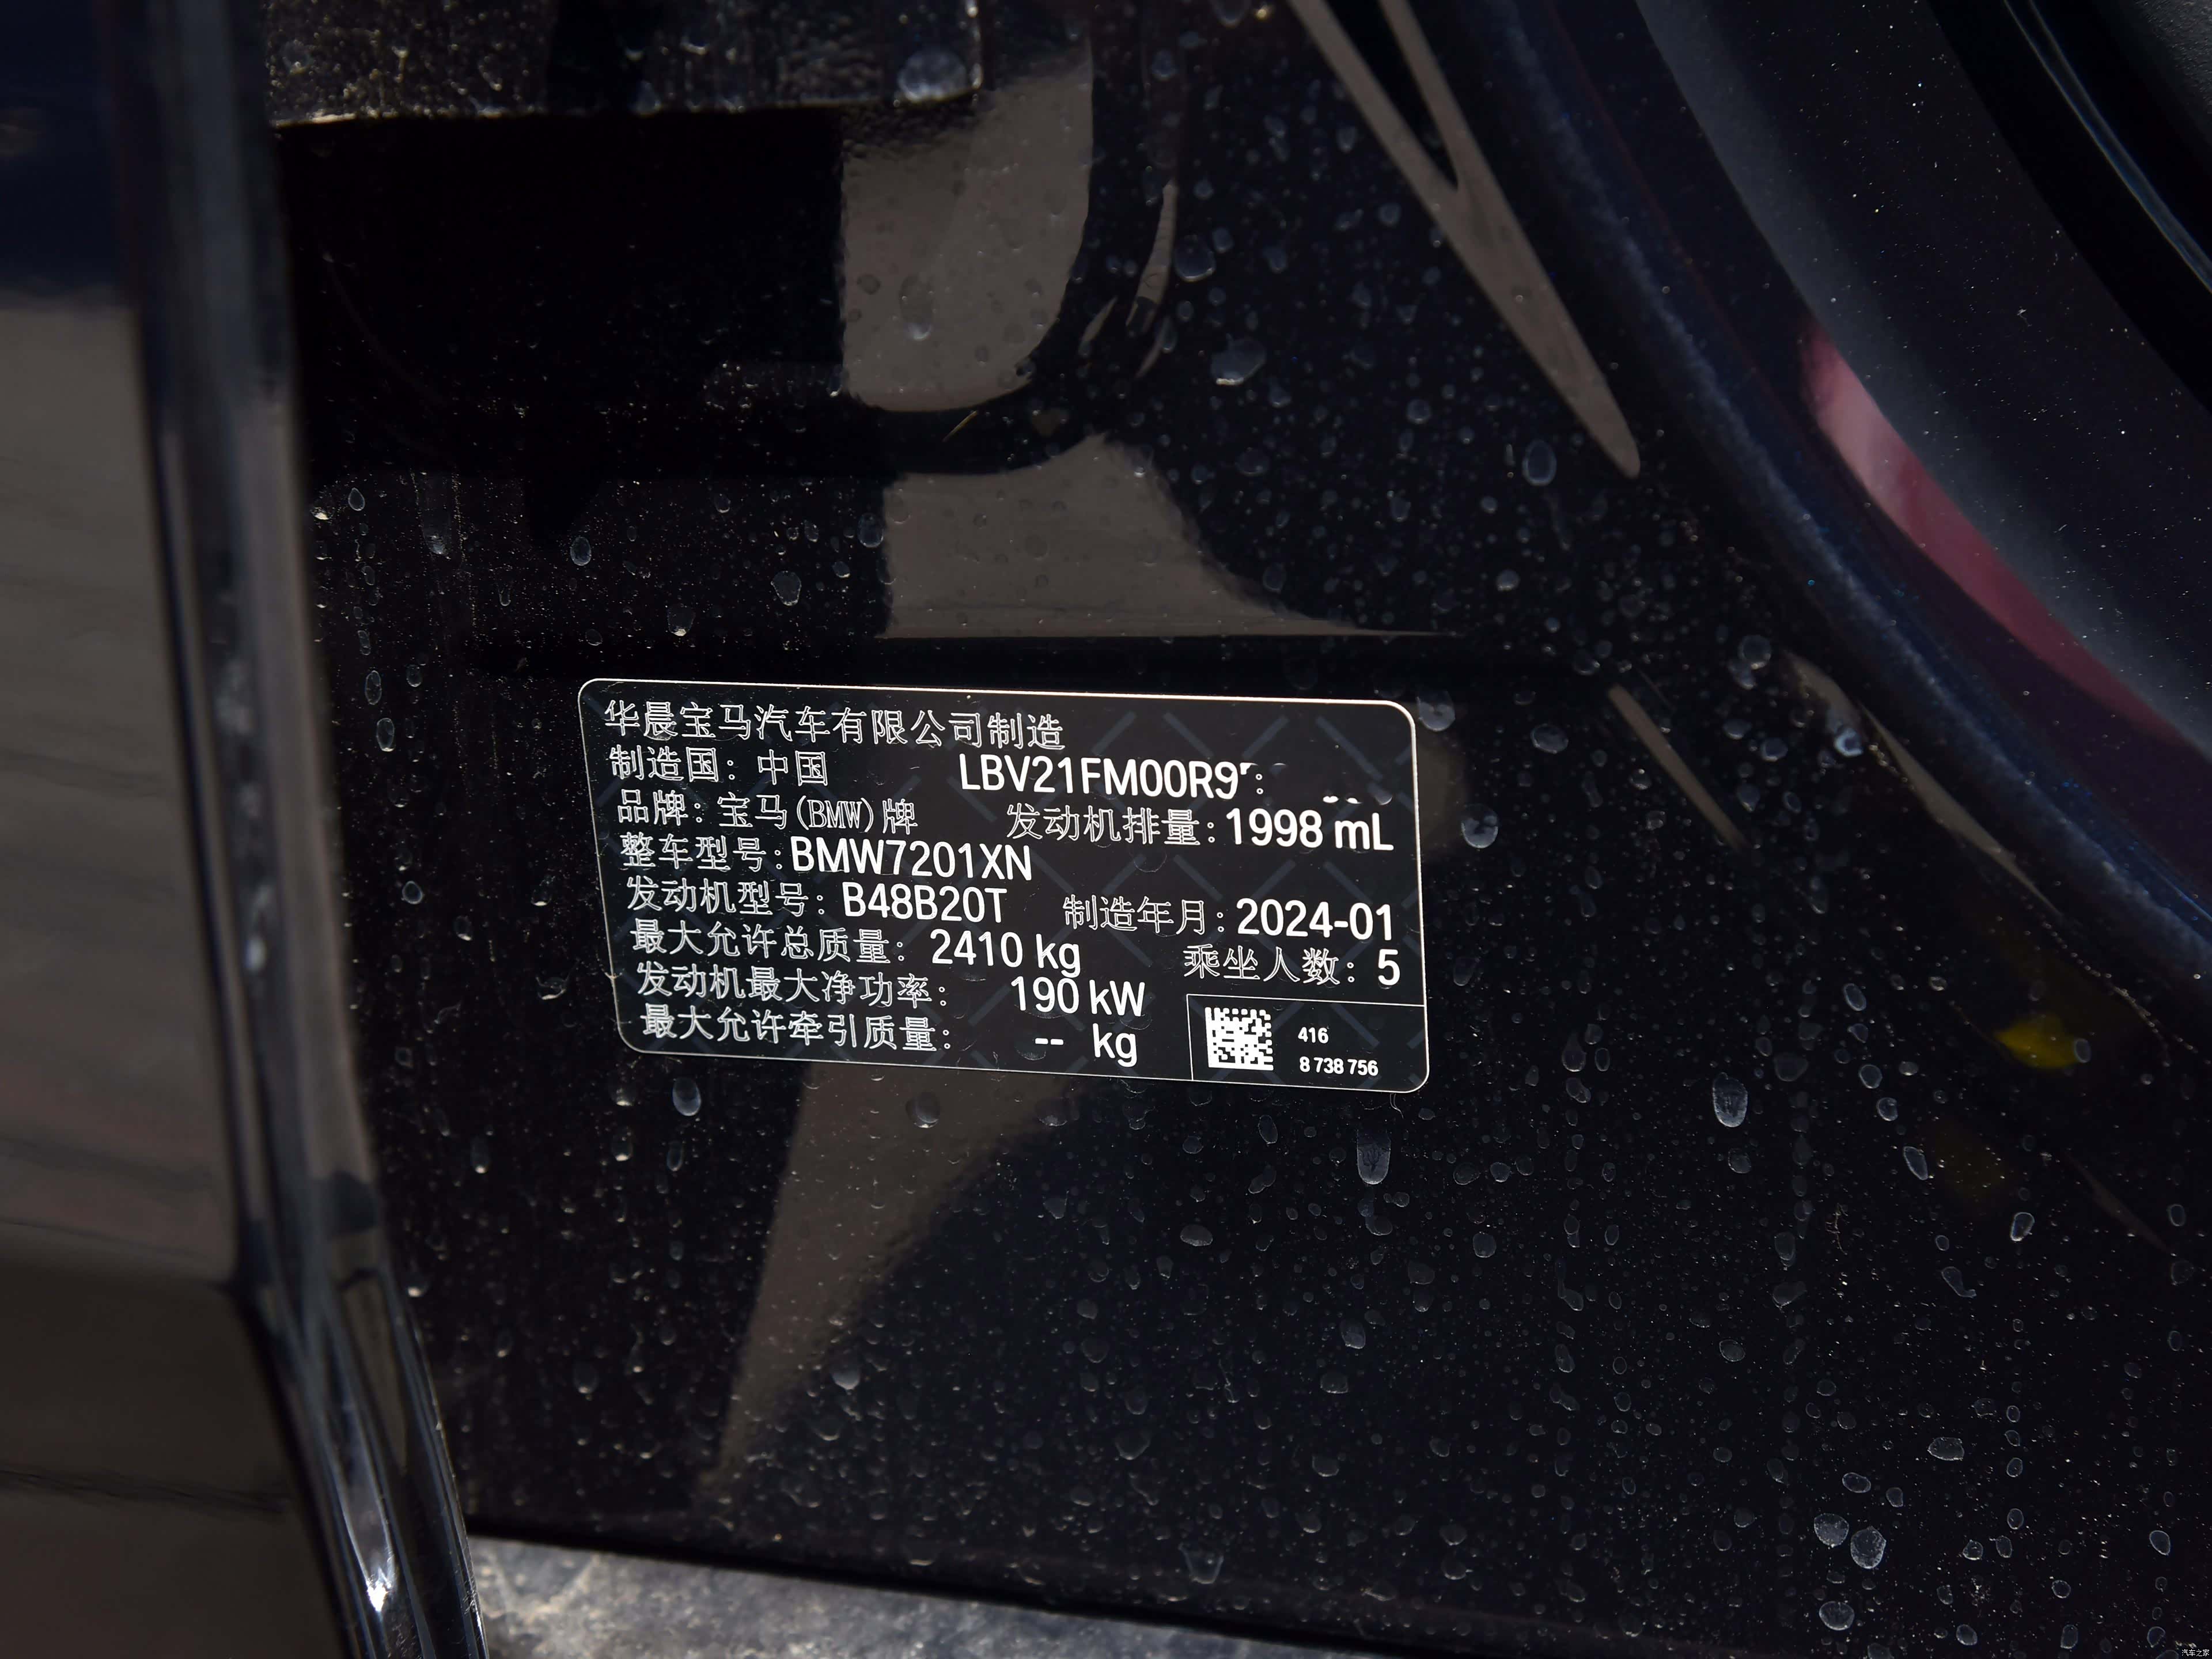 华晨宝马汽车有限公司制造
制造国：中国 LBV21FM00R9
品牌：宝马(BMW)牌 发动机排量：1998 mL
整车型号：BMW7201XN
发动机型号：B48B20T 制造年月：2024-01
最大允许总质量：2410 kg 乘坐人数：5
发动机最大净功率：190 kW
最大允许牵引质量：-- kg
416
8 738 756
汽车之家